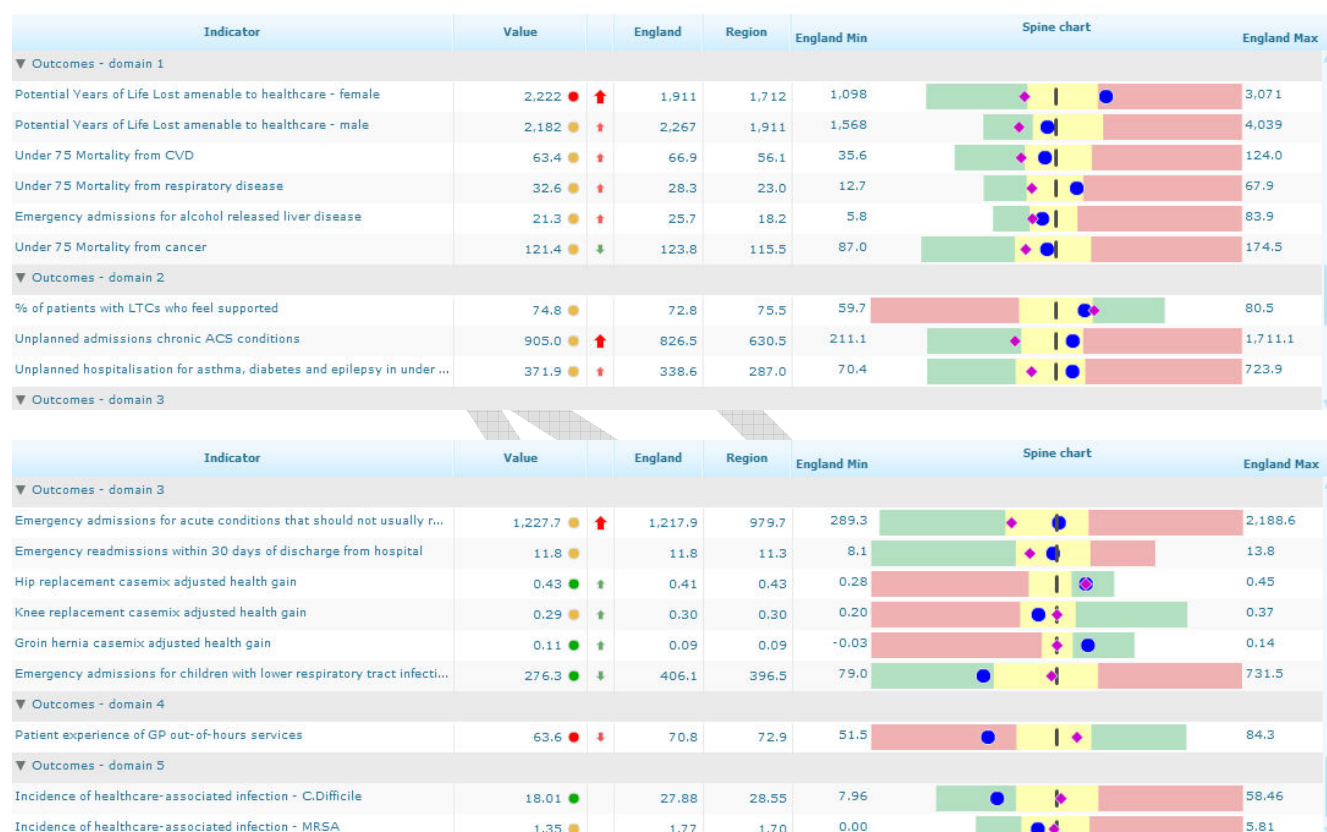 Indicator Value England Region England Min Spine chart England Max
▼ Outcomes - domain 1
Potential Years of Life Lost amenable to healthcare - female 2,222 1,911 1,712 1,098 3,071
Potential Years of Life Lost amenable to healthcare - male 2,182 2,267 1,911 1,568 4,039
Under 75 Mortality from CVD 63.4 66.9 56.1 35.6 124.0
Under 75 Mortality from respiratory disease 32.6 28.3 23.0 12.7 67.9
Emergency admissions for alcohol released liver disease 21.3 25.7 18.2 5.8 83.9
Under 75 Mortality from cancer 121.4 123.8 115.5 87.0 174.5
▼ Outcomes - domain 2
% of patients with LTCs who feel supported 74.8 72.8 75.5 59.7 80.5
Unplanned admissions chronic ACS conditions 905.0 826.5 630.5 211.1 1,711.1
Unplanned hospitalisation for asthma, diabetes and epilepsy in under ... 371.9 338.6 287.0 70.4 723.9
▼ Outcomes - domain 3
Indicator Value England Region England Min Spine chart England Max
▼ Outcomes - domain 3
Emergency admissions for acute conditions that should not usually r... 1,227.7 1,217.9 979.7 289.3 2,188.6
Emergency readmissions within 30 days of discharge from hospital 11.8 11.8 11.3 8.1 13.8
Hip replacement casemix adjusted health gain 0.43 0.41 0.43 0.28 0.45
Knee replacement casemix adjusted health gain 0.29 0.30 0.30 0.20 0.37
Groin hernia casemix adjusted health gain 0.11 0.09 0.09 -0.03 0.14
Emergency admissions for children with lower respiratory tract infecti... 276.3 406.1 396.5 79.0 731.5
▼ Outcomes - domain 4
Patient experience of GP out-of-hours services 63.6 70.8 72.9 51.5 84.3
▼ Outcomes - domain 5
Incidence of healthcare-associated infection - C.Difficile 18.01 27.88 28.55 7.96 58.46
Incidence of healthcare-associated infection - MRSA 1.35 1.77 1.70 0.00 5.81